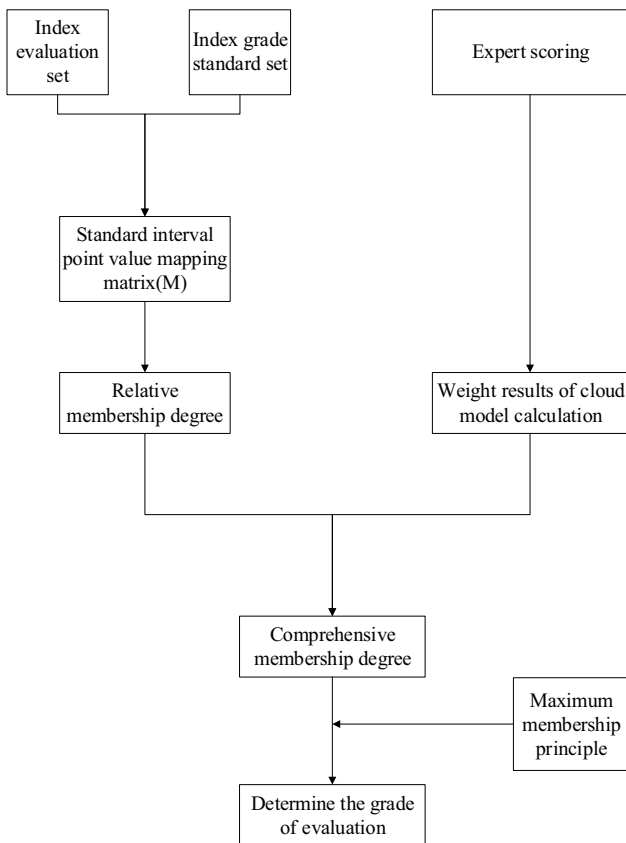 Index
evaluation
set
Index grade
standard set
Expert scoring
Standard interval
point value mapping
matrix(M)
Relative
membership degree
Weight results of cloud
model calculation
Comprehensive
membership degree
Maximum
membership
principle
Determine the grade
of evaluation